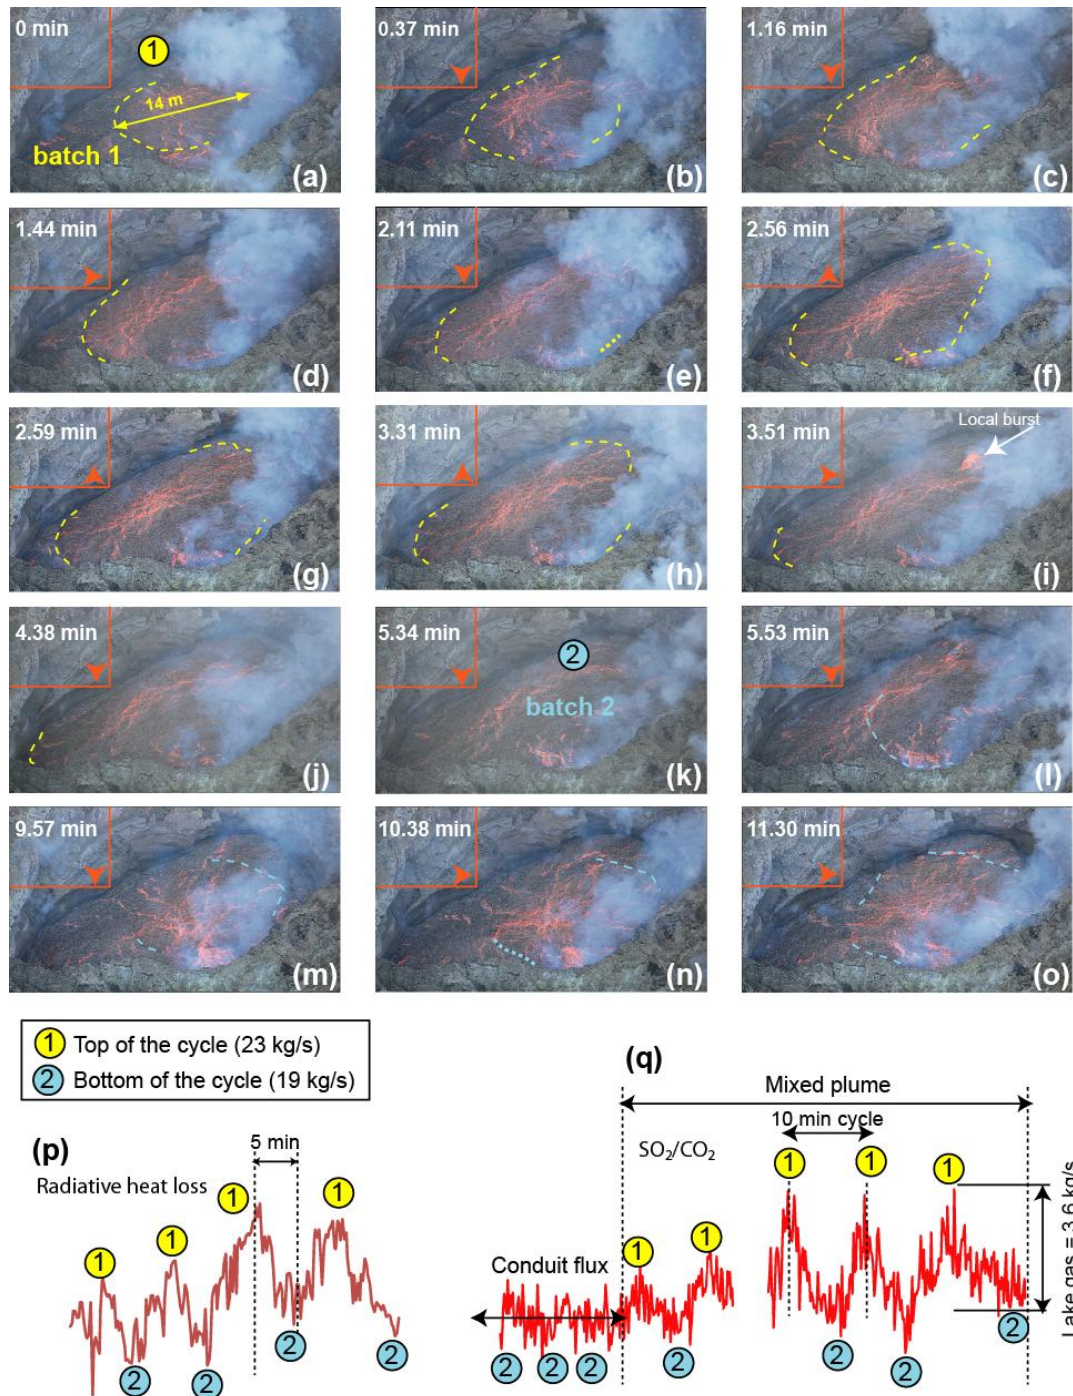 0 min
1
14 m
batch 1
(a)
0.37 min
(b)
1.16 min
(c)
1.44 min
(d)
2.11 min
(e)
2.56 min
(f)
2.59 min
(g)
3.31 min
(h)
3.51 min
Local burst
(i)
4.38 min
(j)
5.34 min
2
batch 2
(k)
5.53 min
(l)
9.57 min
(m)
10.38 min
(n)
11.30 min
(o)
1 Top of the cycle (23 kg/s)
2 Bottom of the cycle (19 kg/s)
(p)
Radiative heat loss
5 min
1
1
1
1
2
2
2
2
(q)
Mixed plume
10 min cycle
SO₂/CO₂
1
1
1
1
1
Conduit flux
2
2
2
2
2
2
2
Lake gas = 3.6 kg/s